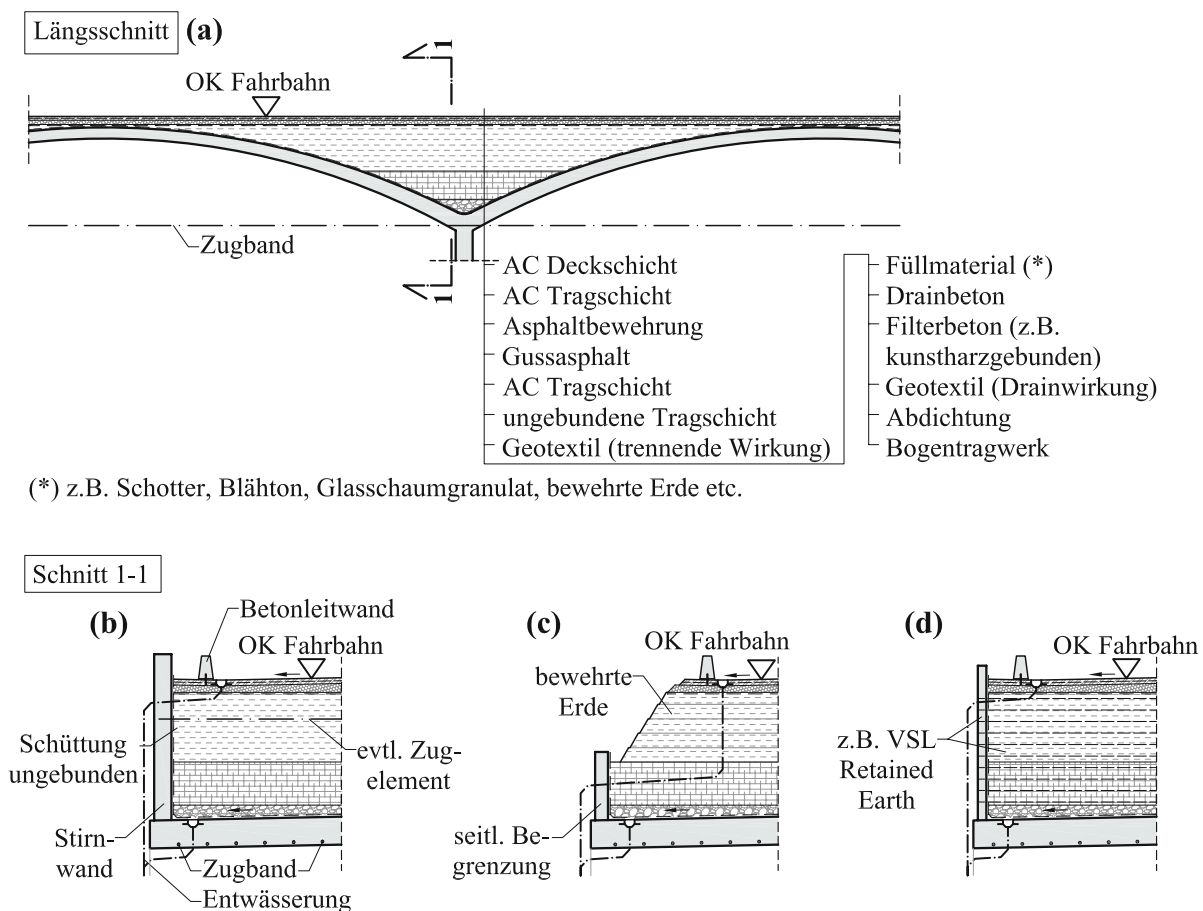 Längsschnitt (a)
1
OK Fahrbahn
Zugband
1
AC Deckschicht
AC Tragschicht
Asphaltbewehrung
Gussasphalt
AC Tragschicht
ungebundene Tragschicht
Geotextil (trennende Wirkung)
Füllmaterial (*)
Drainbeton
Filterbeton (z.B.
kunstharzgebunden)
Geotextil (Drainwirkung)
Abdichtung
Bogentragwerk
(*) z.B. Schotter, Blähton, Glasschaumgranulat, bewehrte Erde etc.
Schnitt 1-1
(b)
Betonleitwand
OK Fahrbahn
Schüttung
ungebunden
evtl. Zug-
element
Stirn-
wand
Zugband
Entwässerung
(c)
OK Fahrbahn
bewehrte
Erde
seitl. Be-
grenzung
(d)
OK Fahrbahn
z.B. VSL
Retained
Earth